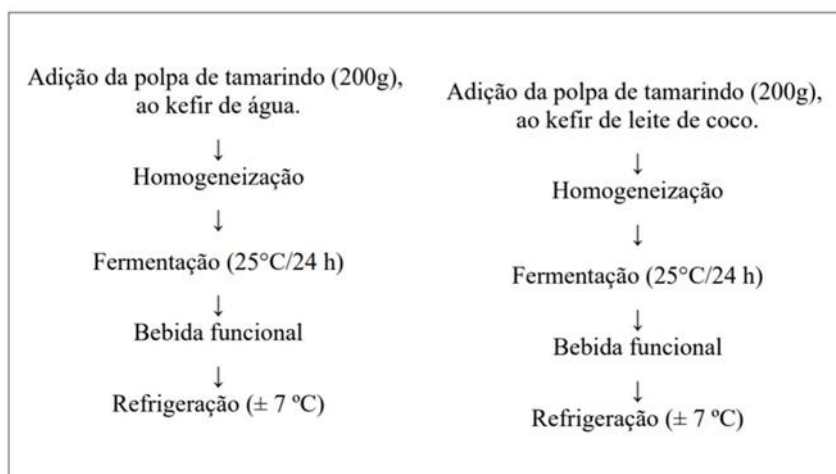 Adição da polpa de tamarindo (200g),
ao kefir de água.
↓
Homogeneização
↓
Fermentação (25°C/24 h)
↓
Bebida funcional
↓
Refrigeração (± 7 ºC)
Adição da polpa de tamarindo (200g),
ao kefir de leite de coco.
↓
Homogeneização
↓
Fermentação (25°C/24 h)
↓
Bebida funcional
↓
Refrigeração (± 7 ºC)